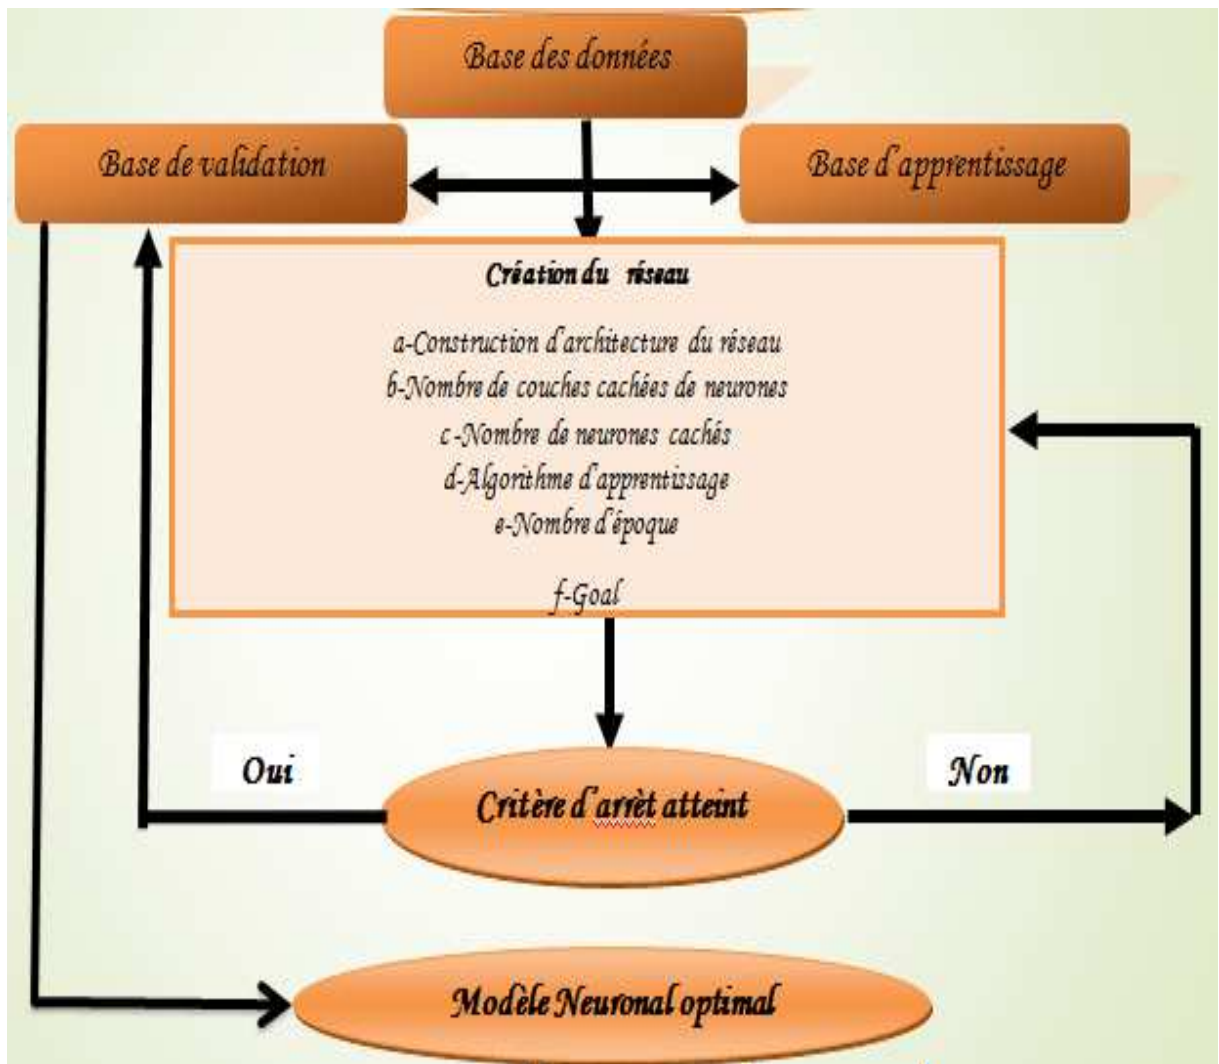 Base des données
Base de validation
Base d'apprentissage
Création du réseau
a-Construction d'architecture du réseau
b-Nombre de couches cachées de neurones
c-Nombre de neurones cachés
d-Algorithme d'apprentissage
e-Nombre d'époque
f-Goal
Oui
Non
Critère d'arrèt atteint
Modèle Neuronal optimal